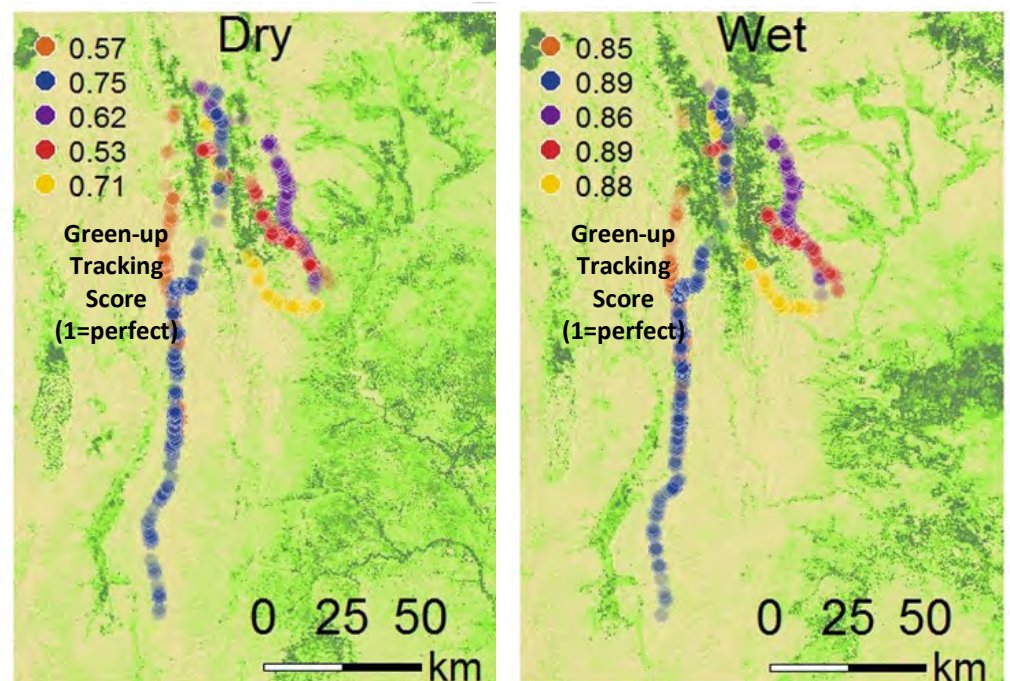 Dry
0.57
0.75
0.62
0.53
0.71
Green-up
Tracking
Score
(1=perfect)
0 25 50
km
Wet
0.85
0.89
0.86
0.89
0.88
Green-up
Tracking
Score
(1=perfect)
0 25 50
km